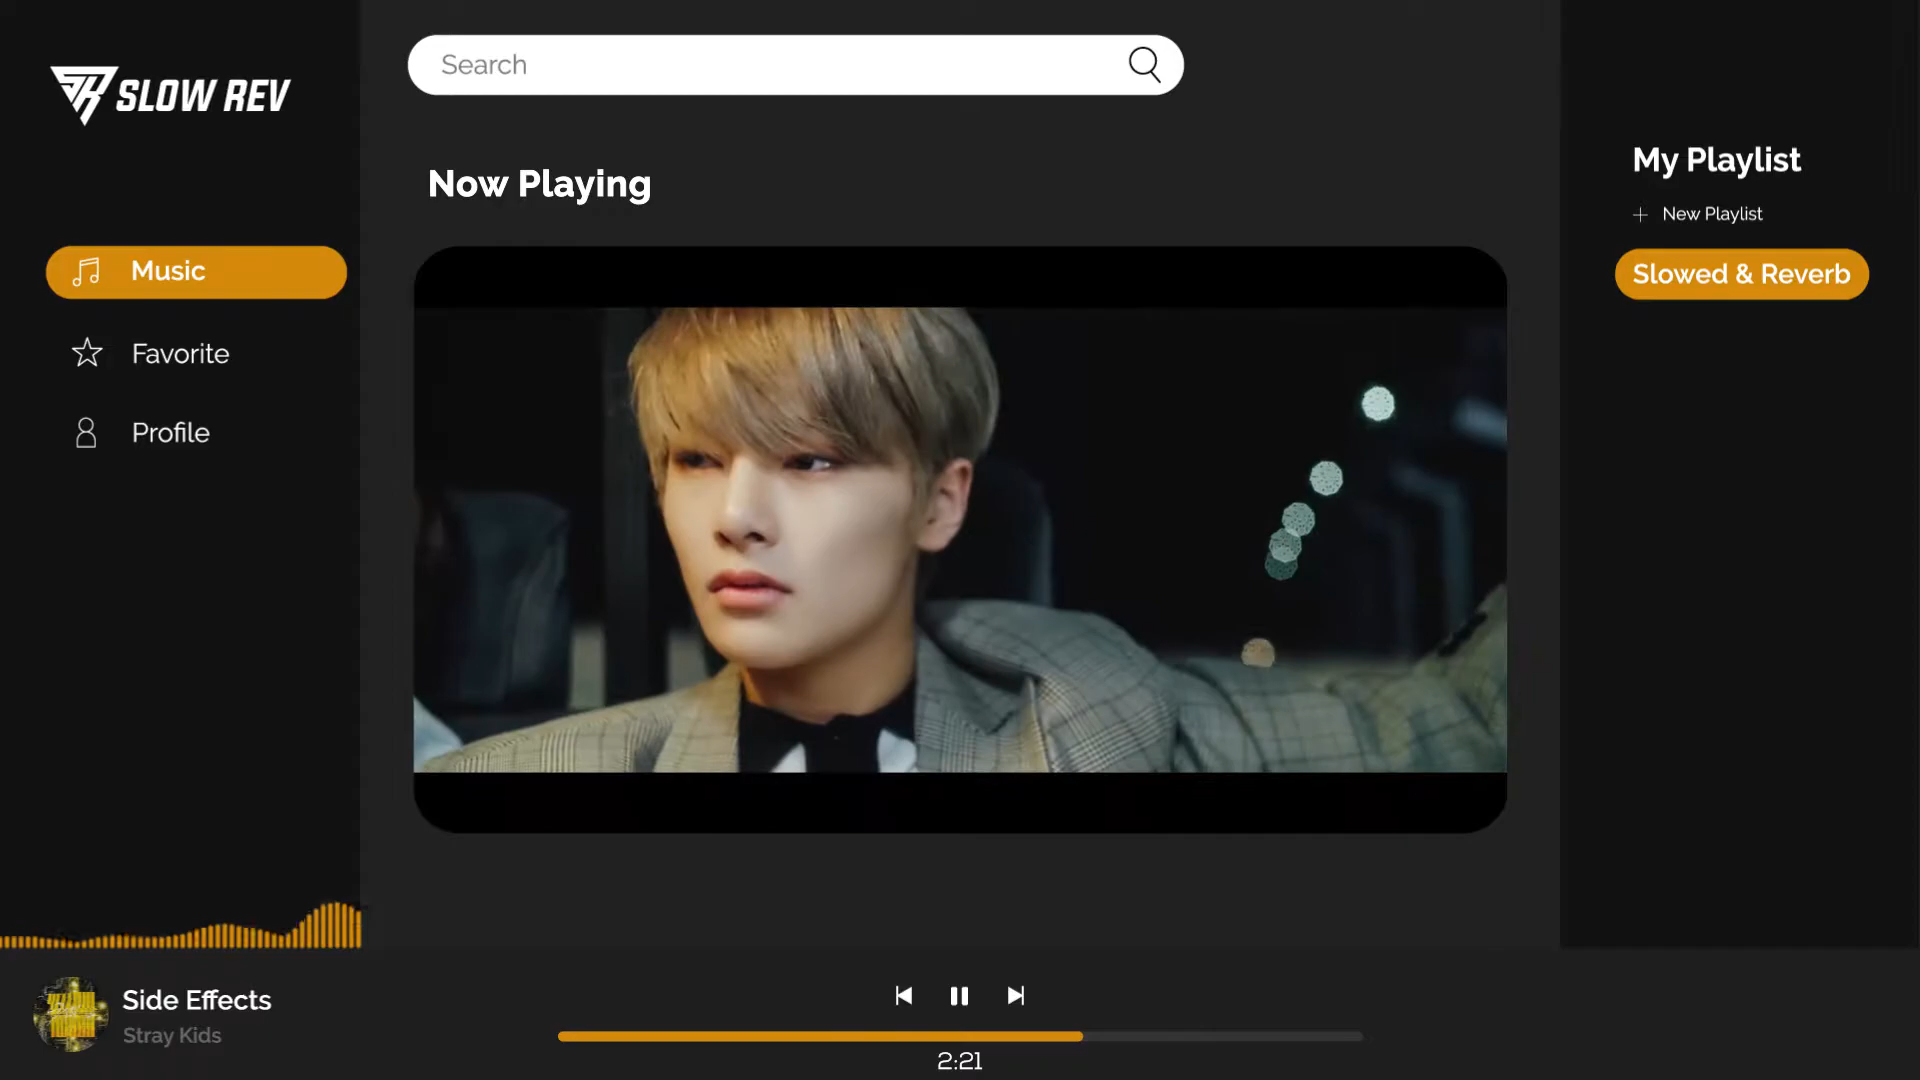 SLOW REV
Search
Now Playing
Music
Favorite
Profile
My Playlist
+ New Playlist
Slowed & Reverb
Side Effects
Stray Kids
2:21